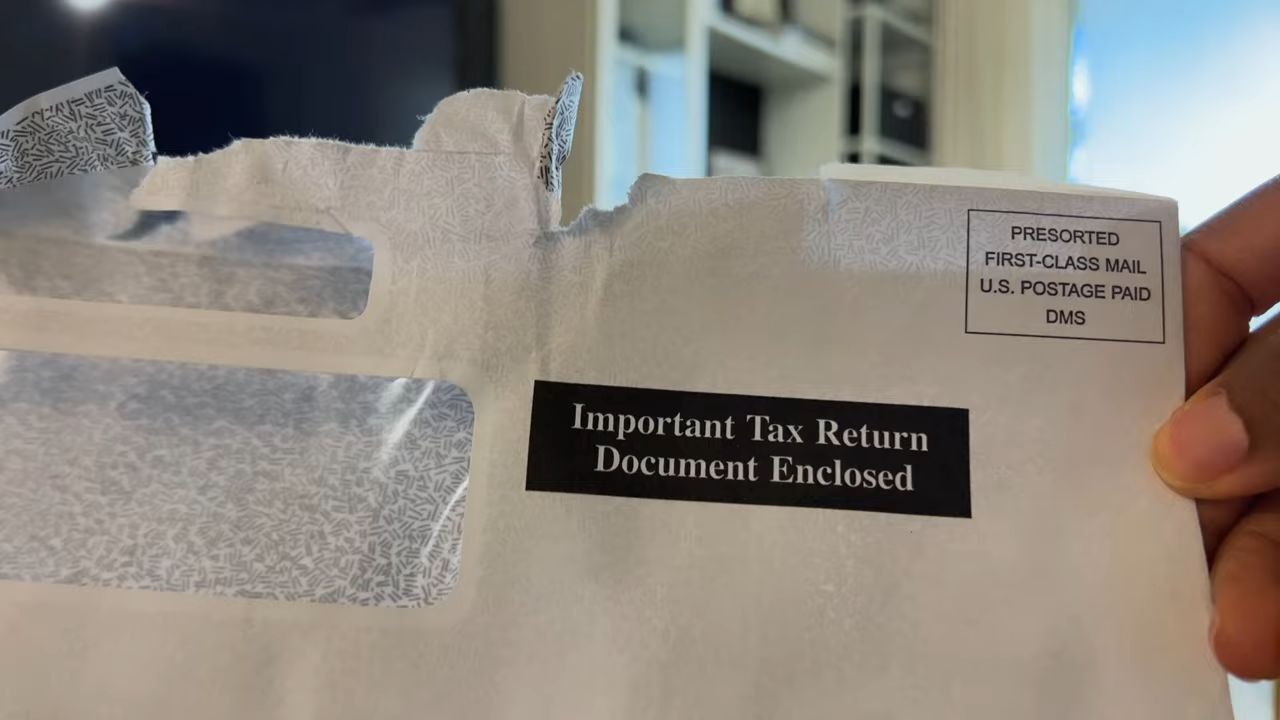 PRESORTED
FIRST-CLASS MAIL
U.S. POSTAGE PAID
DMS
Important Tax Return
Document Enclosed